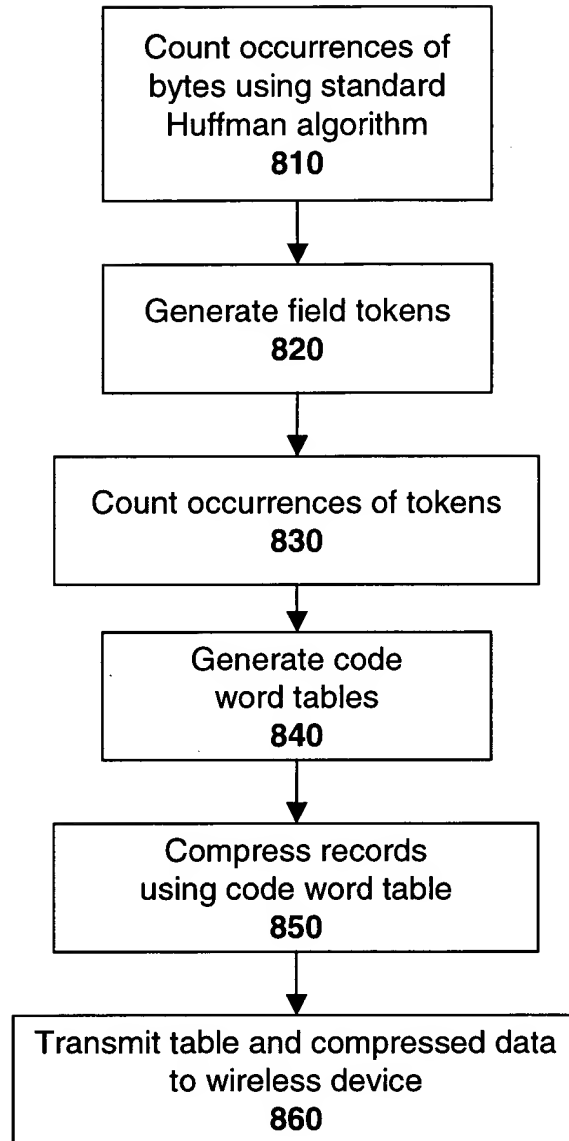 Count occurrences of
bytes using standard
Huffman algorithm
810
Generate field tokens
820
Count occurrences of tokens
830
Generate code
word tables
840
Compress records
using code word table
850
Transmit table and compressed data
to wireless device
860